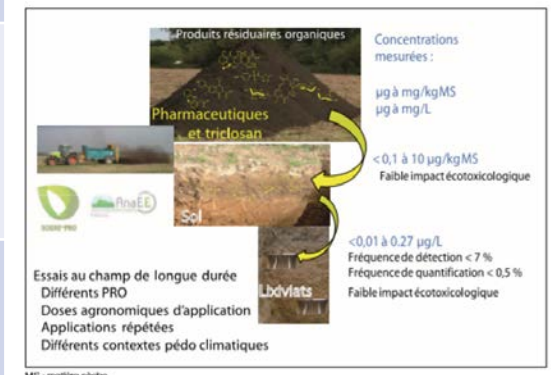 Produits résiduaires organiques
Concentrations
mesurées :
µg à mg/kgMS
µg à mg/L
Pharmaceutiques
et triclosan
< 0,1 à 10 µg/kgMS
Faible impact écotoxicologique
AnaEE
Sol
<0,01 à 0.27 µg/L
Fréquence de détection < 7 %
Fréquence de quantification < 0,5 %
Faible impact écotoxicologique
Lixiviats
Essais au champ de longue durée
Différents PRO
Doses agronomiques d'application
Applications répétées
Différents contextes pédo climatiques